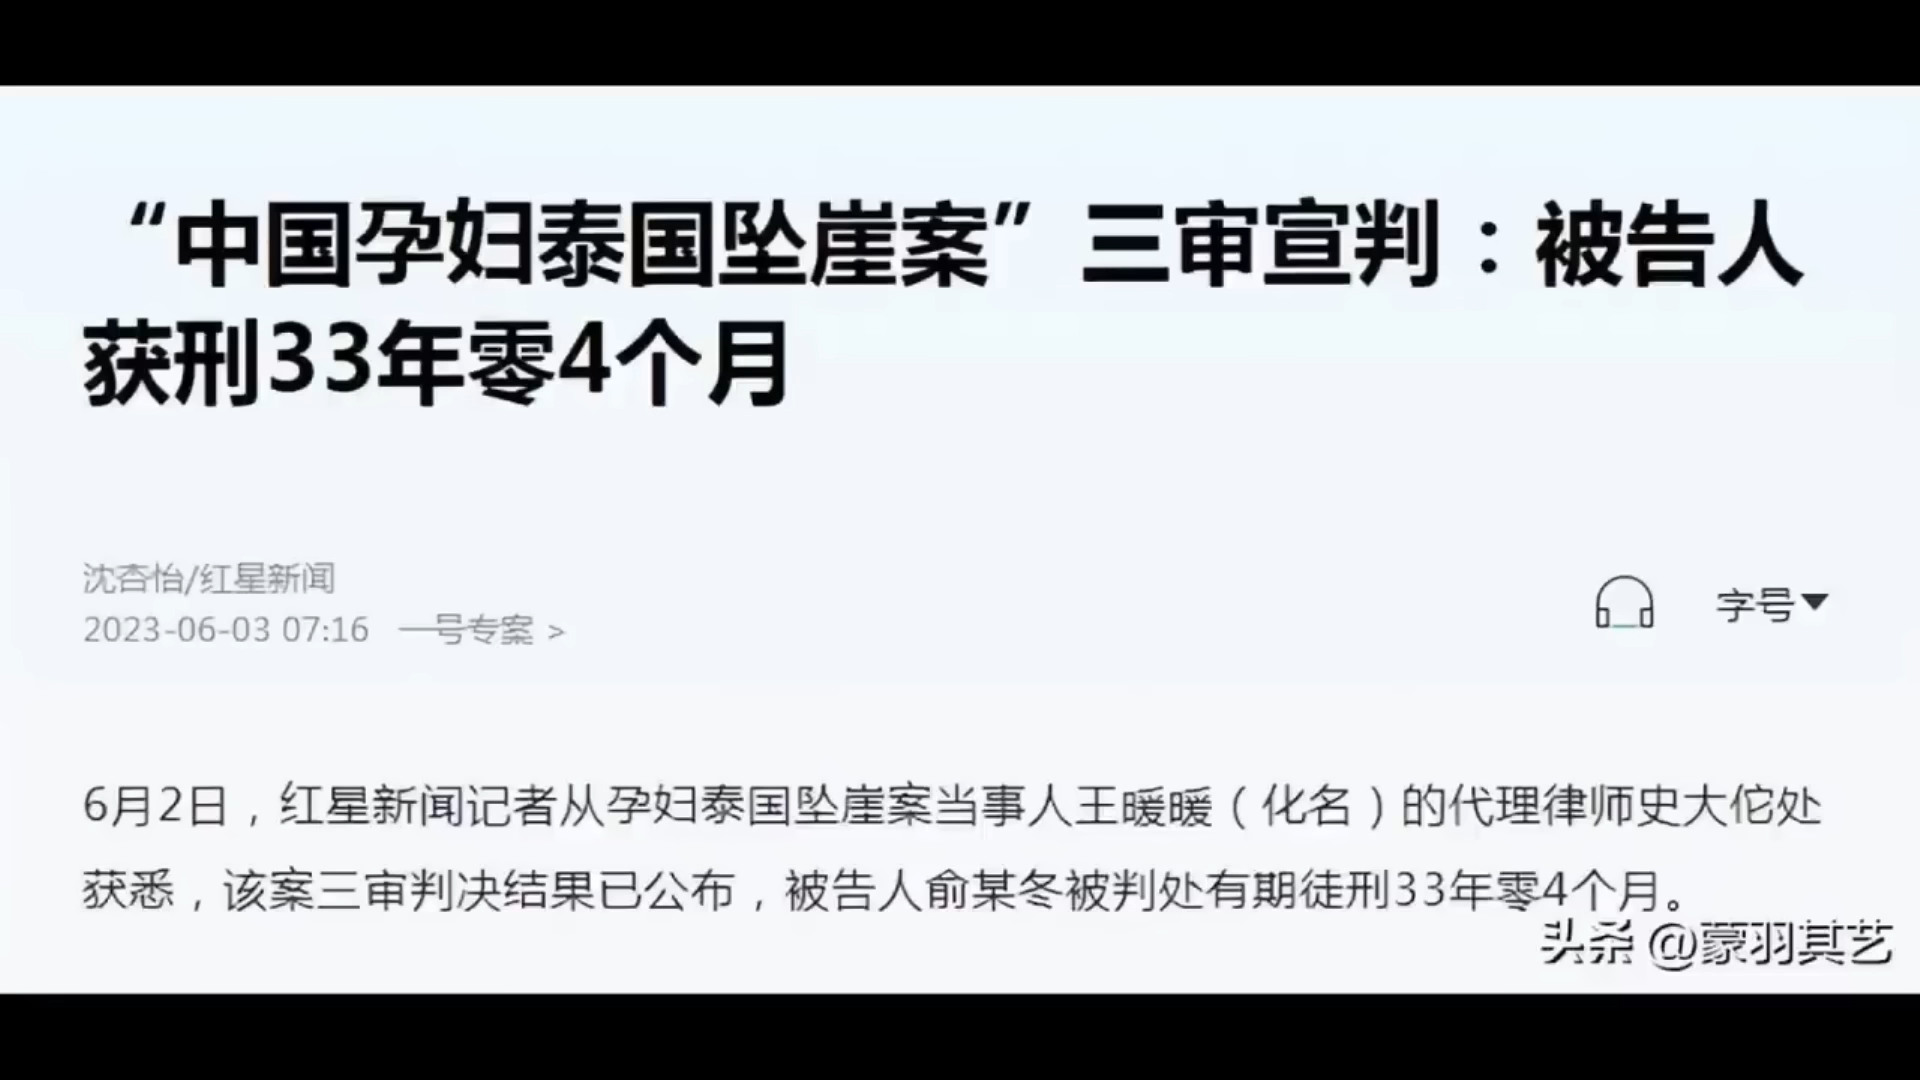 “中国孕妇泰国坠崖案”三审宣判：被告人
获刑33年零4个月
沈杏怡/红星新闻
2023-06-03 07:16 一号专案 >
字号
6月2日，红星新闻记者从孕妇泰国坠崖案当事人王暖暖（化名）的代理律师史大佗处
获悉，该案三审判决结果已公布，被告人俞某冬被判处有期徒刑33年零4个月。
头条 @蒙羽其艺